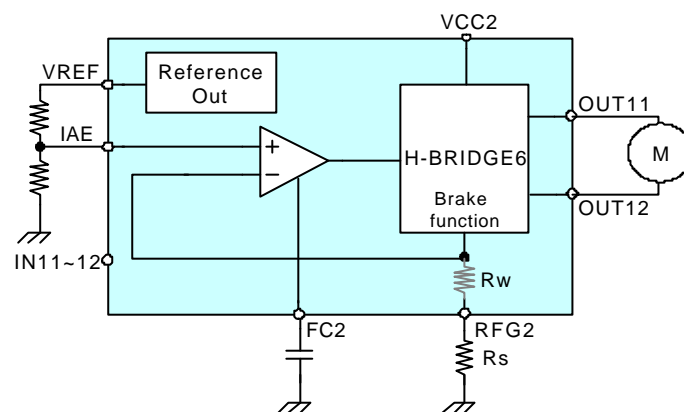 VCC2
VREF
Reference
Out
OUT11
IAE
+
−
H-BRIDGE6
M
Brake
function
OUT12
IN11~12
Rw
FC2
RFG2
Rs